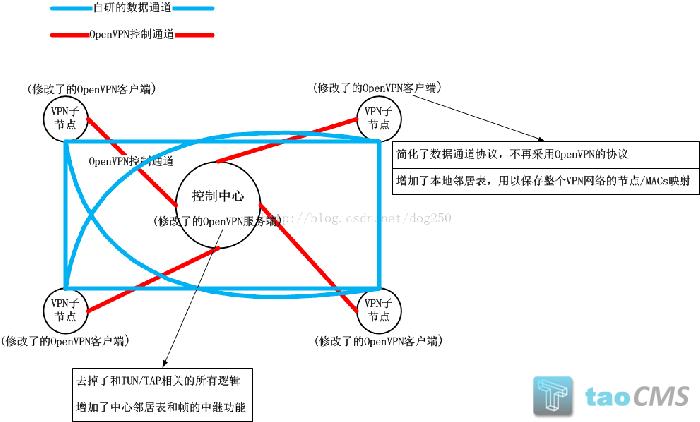 自研的数据通道
OpenVPN控制通道
(修改了的OpenVPN客户端)
(修改了的OpenVPN客户端)
VPN子
节点
VPN子
节点
简化了数据通道协议，不再采用OpenVPN的协议
增加了本地邻居表，用以保存整个VPN网络的节点/MACs映射
OpenVPN控制通道
控制中心
(修改了的OpenVPN服务端)
http://blog.csdn.net/dog250
VPN子
节点
VPN子
节点
(修改了的OpenVPN客户端)
(修改了的OpenVPN客户端)
去掉了和TUN/TAP相关的所有逻辑
增加了中心邻居表和帧的中继功能
taoCMS